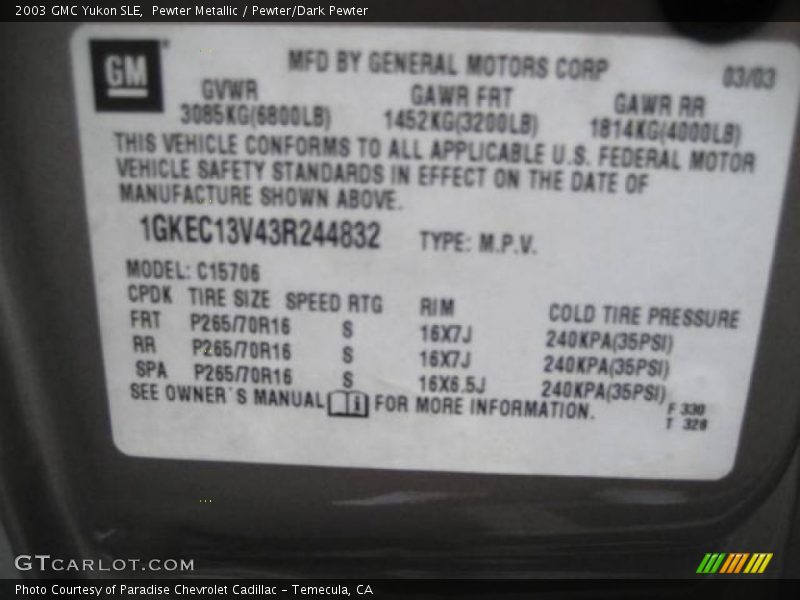 2003 GMC Yukon SLE, Pewter Metallic / Pewter/Dark Pewter
GM
MFD BY GENERAL MOTORS CORP
03/03
GVWR GAWR FRT GAWR RR
3085KG(6800LB) 1452KG(3200LB) 1814KG(4000LB)
THIS VEHICLE CONFORMS TO ALL APPLICABLE U.S. FEDERAL MOTOR
VEHICLE SAFETY STANDARDS IN EFFECT ON THE DATE OF
MANUFACTURE SHOWN ABOVE.
1GKEC13V43R244832 TYPE: M.P.V.
MODEL: C15706
CPDK TIRE SIZE SPEED RTG RIM COLD TIRE PRESSURE
FRT P265/70R16 S 16X7J 240KPA(35PSI)
RR P265/70R16 S 16X7J 240KPA(35PSI)
SPA P265/70R16 S 16X6.5J 240KPA(35PSI)
SEE OWNER'S MANUAL FOR MORE INFORMATION.
F 330
T 328
GTCARLOT.COM
Photo Courtesy of Paradise Chevrolet Cadillac - Temecula, CA